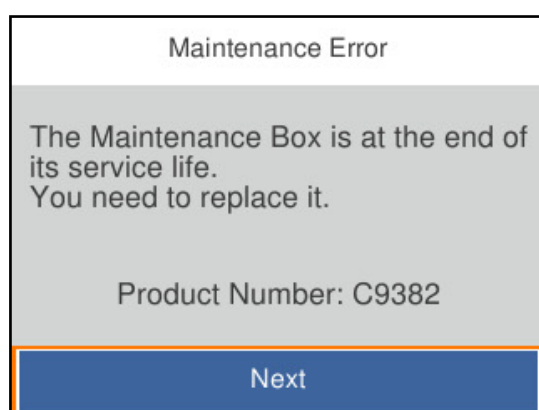 Maintenance Error
The Maintenance Box is at the end of
its service life.
You need to replace it.
Product Number: C9382
Next